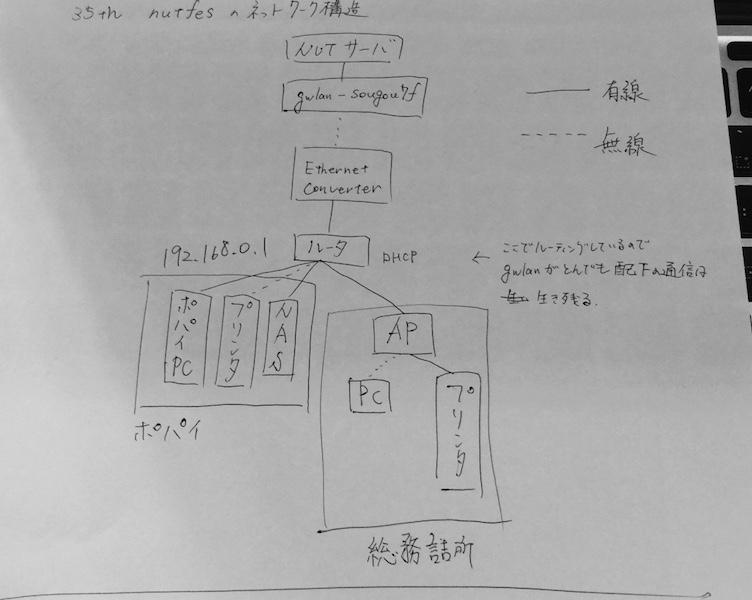 35th nutfes のネットワーク構造
NUTサーバ
gwlan-sougou7f
有線
無線
Ethernet
Converter
192.168.0.1
ルータ
DHCP
← ここでルーティングしているので
gwlanがとんでも配下の通信は
生き残る.
ポパイPC
プリンタ
NAS
AP
PC
プリンタ
ポパイ
総務詰所